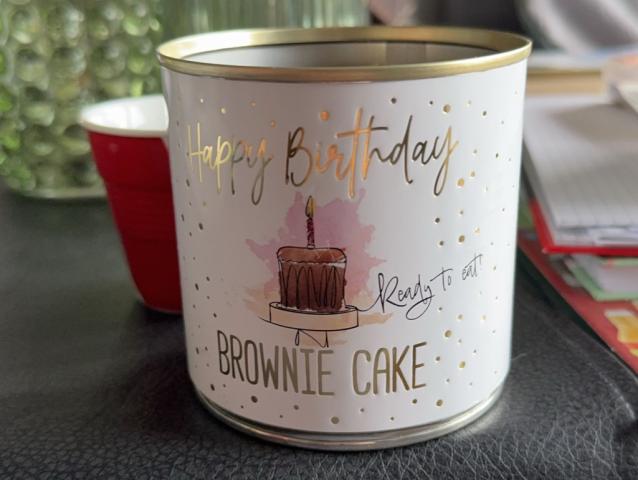 Happy Birthday
Ready to eat!
BROWNIE CAKE